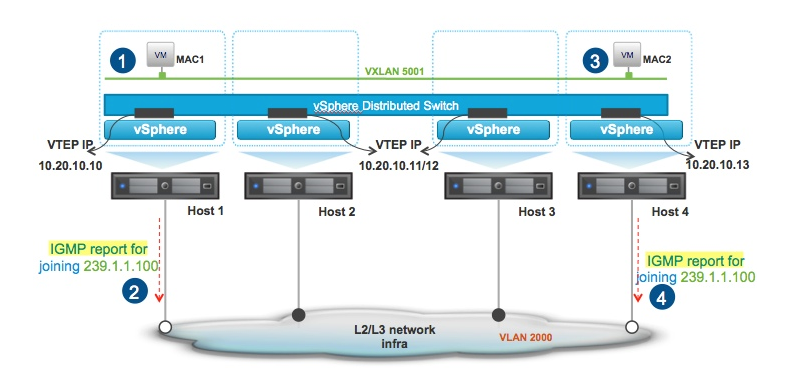 1
VM
MAC1
3
VM
MAC2
VXLAN 5001
vSphere Distributed Switch
vSphere
vSphere
vSphere
vSphere
VTEP IP
10.20.10.10
VTEP IP
10.20.10.11/12
VTEP IP
10.20.10.13
Host 1
Host 2
Host 3
Host 4
IGMP report for
joining 239.1.1.100
2
IGMP report for
joining 239.1.1.100
4
L2/L3 network
infra
VLAN 2000